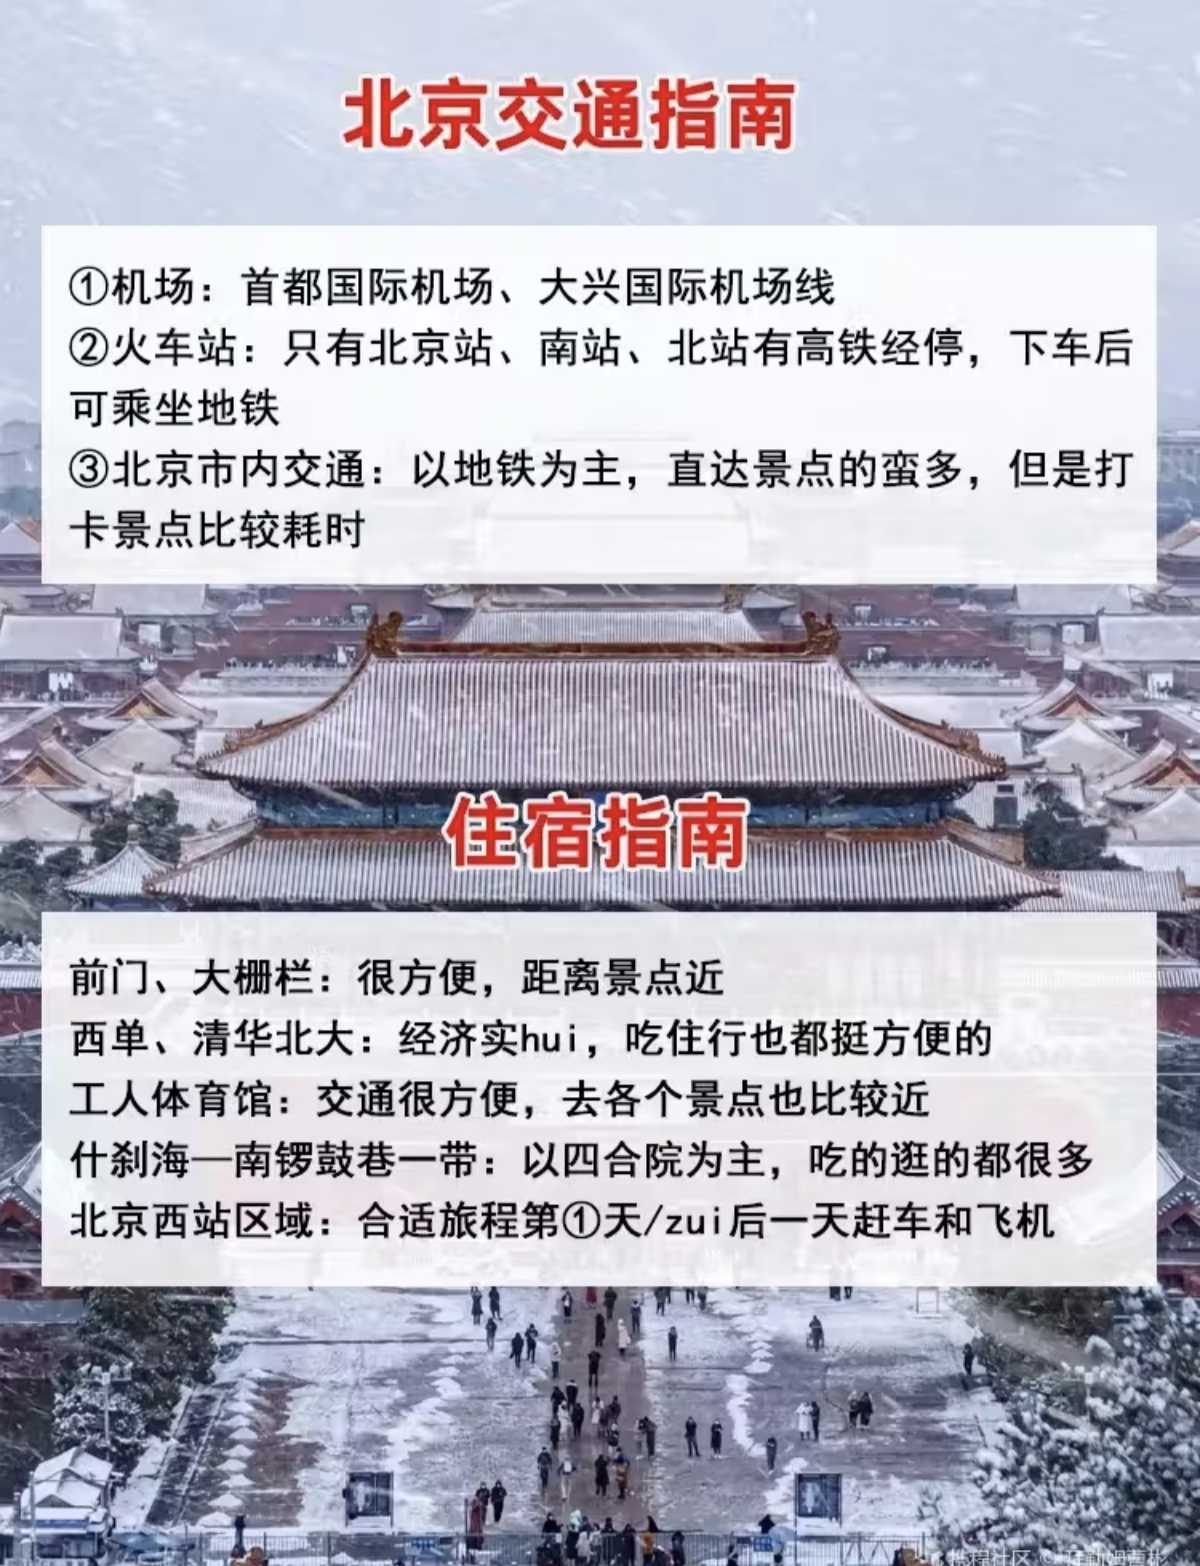 北京交通指南
①机场：首都国际机场、大兴国际机场线
②火车站：只有北京站、南站、北站有高铁经停，下车后
可乘坐地铁
③北京市内交通：以地铁为主，直达景点的蛮多，但是打
卡景点比较耗时
住宿指南
前门、大栅栏：很方便，距离景点近
西单、清华北大：经济实hui，吃住行也都挺方便的
工人体育馆：交通很方便，去各个景点也比较近
什刹海—南锣鼓巷一带：以四合院为主，吃的逛的都很多
北京西站区域：合适旅程第①天/zui后一天赶车和飞机